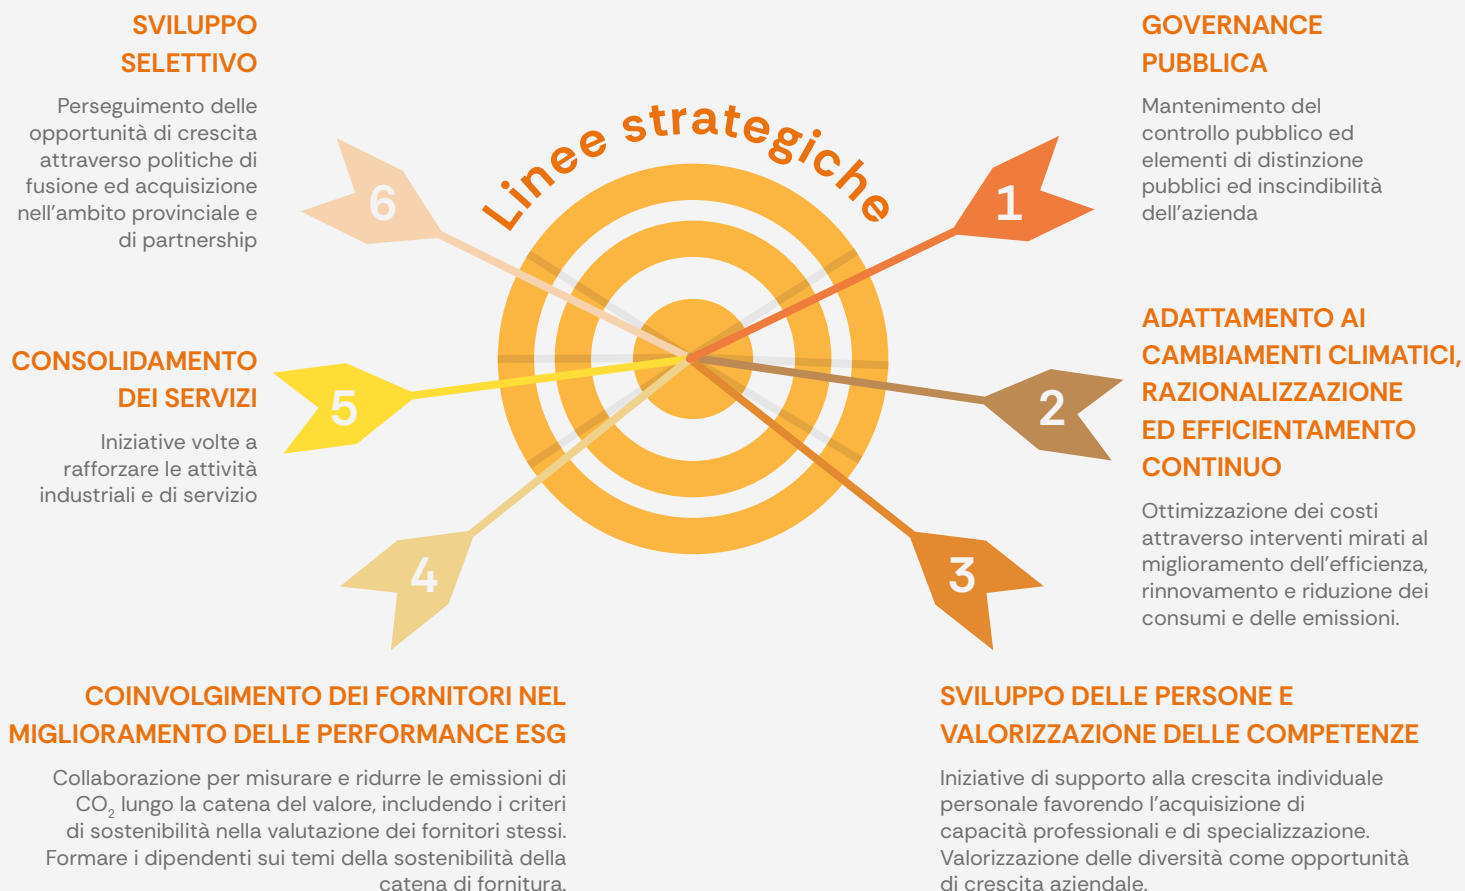 Linee strategiche
1
GOVERNANCE
PUBBLICA
Mantenimento del
controllo pubblico ed
elementi di distinzione
pubblici ed inscindibilità
dell'azienda
2
ADATTAMENTO AI
CAMBIAMENTI CLIMATICI,
RAZIONALIZZAZIONE
ED EFFICIENTAMENTO
CONTINUO
Ottimizzazione dei costi
attraverso interventi mirati al
miglioramento dell'efficienza,
rinnovamento e riduzione dei
consumi e delle emissioni.
3
SVILUPPO DELLE PERSONE E
VALORIZZAZIONE DELLE COMPETENZE
Iniziative di supporto alla crescita individuale
personale favorendo l'acquisizione di
capacità professionali e di specializzazione.
Valorizzazione delle diversità come opportunità
di crescita aziendale.
4
COINVOLGIMENTO DEI FORNITORI NEL
MIGLIORAMENTO DELLE PERFORMANCE ESG
Collaborazione per misurare e ridurre le emissioni di
CO₂ lungo la catena del valore, includendo i criteri
di sostenibilità nella valutazione dei fornitori stessi.
Formare i dipendenti sui temi della sostenibilità della
catena di fornitura.
5
CONSOLIDAMENTO
DEI SERVIZI
Iniziative volte a
rafforzare le attività
industriali e di servizio
6
SVILUPPO
SELETTIVO
Perseguimento delle
opportunità di crescita
attraverso politiche di
fusione ed acquisizione
nell'ambito provinciale e
di partnership